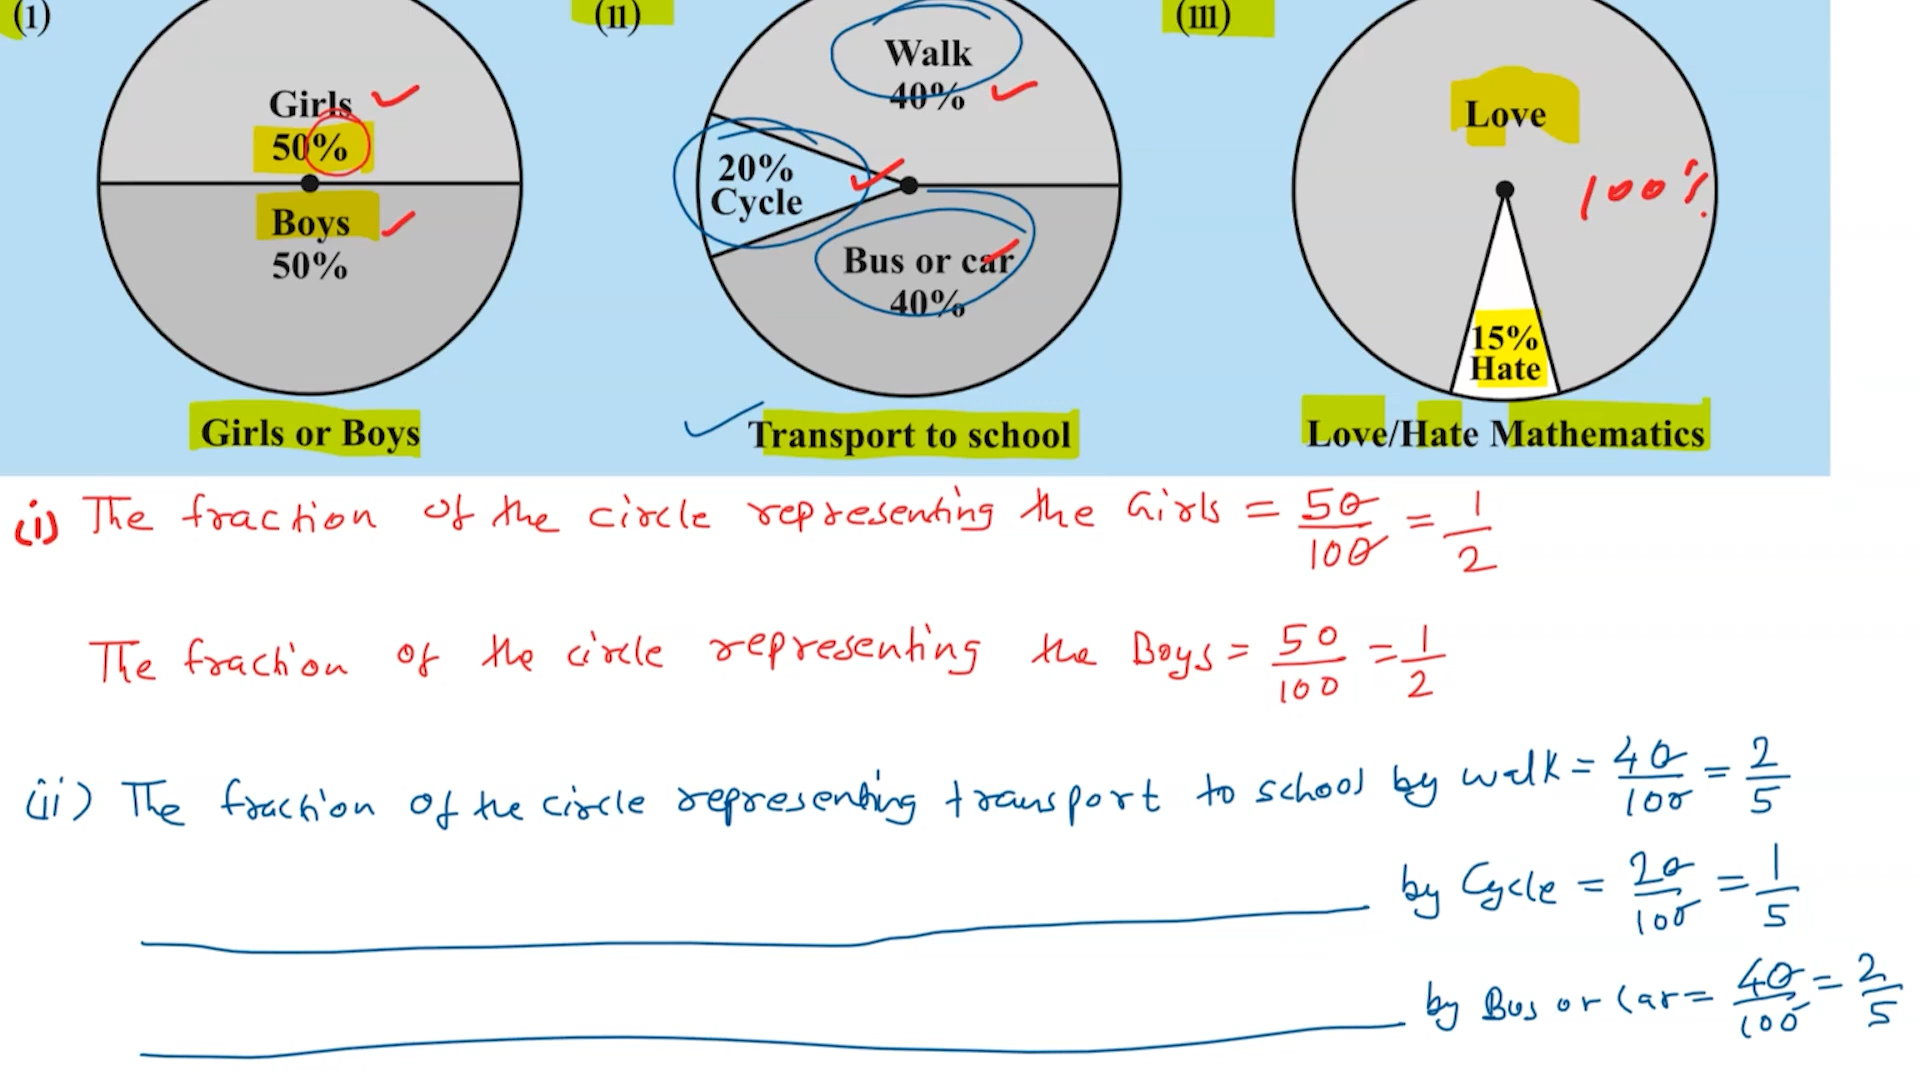 (i)
(ii)
(iii)
Girls
50%
Boys
50%
Girls or Boys
Walk
40%
20%
Cycle
Bus or car
40%
Transport to school
Love
100%
15%
Hate
Love/Hate Mathematics
(i) The fraction of the circle representing the Girls = 50/100 = 1/2
The fraction of the circle representing the Boys = 50/100 = 1/2
(ii) The fraction of the circle representing transport to school by walk = 40/100 = 2/5
by Cycle = 20/100 = 1/5
by Bus or Car = 40/100 = 2/5